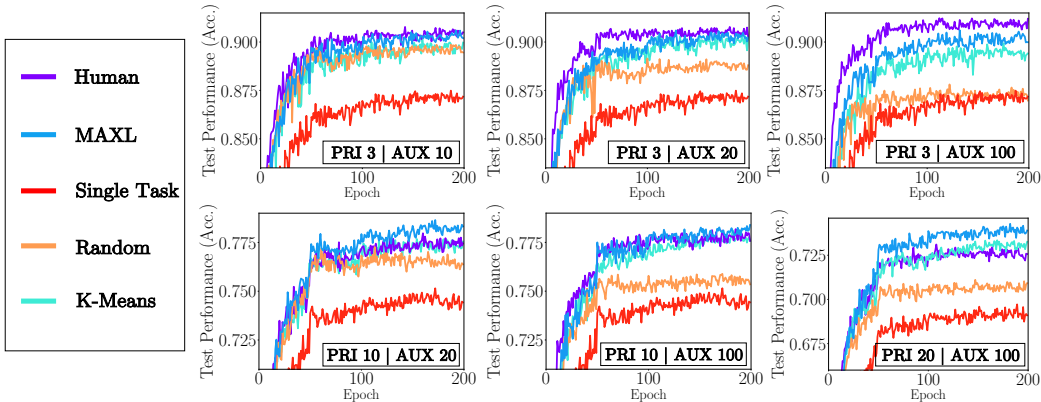 Human
MAXL
Single Task
Random
K-Means
Test Performance (Acc.)
0.900
0.875
0.850
PRI 3 | AUX 10
0
100
200
Epoch
Test Performance (Acc.)
0.900
0.875
0.850
PRI 3 | AUX 20
0
100
200
Epoch
Test Performance (Acc.)
0.900
0.875
0.850
PRI 3 | AUX 100
0
100
200
Epoch
Test Performance (Acc.)
0.775
0.750
0.725
PRI 10 | AUX 20
0
100
200
Epoch
Test Performance (Acc.)
0.775
0.750
0.725
PRI 10 | AUX 100
0
100
200
Epoch
Test Performance (Acc.)
0.725
0.700
0.675
PRI 20 | AUX 100
0
100
200
Epoch